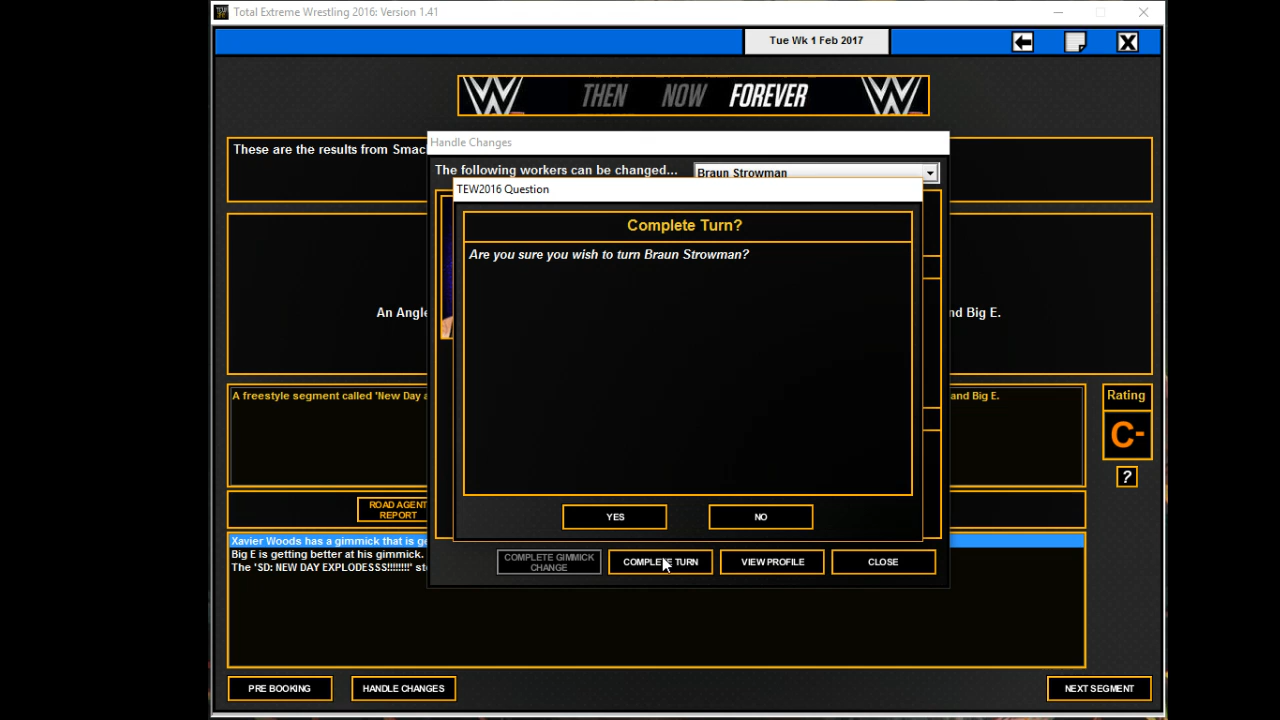 Total Extreme Wrestling 2016: Version 1.41
Tue Wk 1 Feb 2017
THEN NOW FOREVER
Handle Changes
These are the results from Smac
The following workers can be changed...
Braun Strowman
TEW2016 Question
Complete Turn?
Are you sure you wish to turn Braun Strowman?
An Angle
nd Big E.
A freestyle segment called 'New Day a
and Big E.
Rating
C-
?
ROAD AGENT
REPORT
YES
NO
Xavier Woods has a gimmick that is ge
Big E is getting better at his gimmick.
The 'SD: NEW DAY EXPLODESSS!!!!!!!!' st
COMPLETE GIMMICK
CHANGE
COMPLETE TURN
VIEW PROFILE
CLOSE
PRE BOOKING
HANDLE CHANGES
NEXT SEGMENT